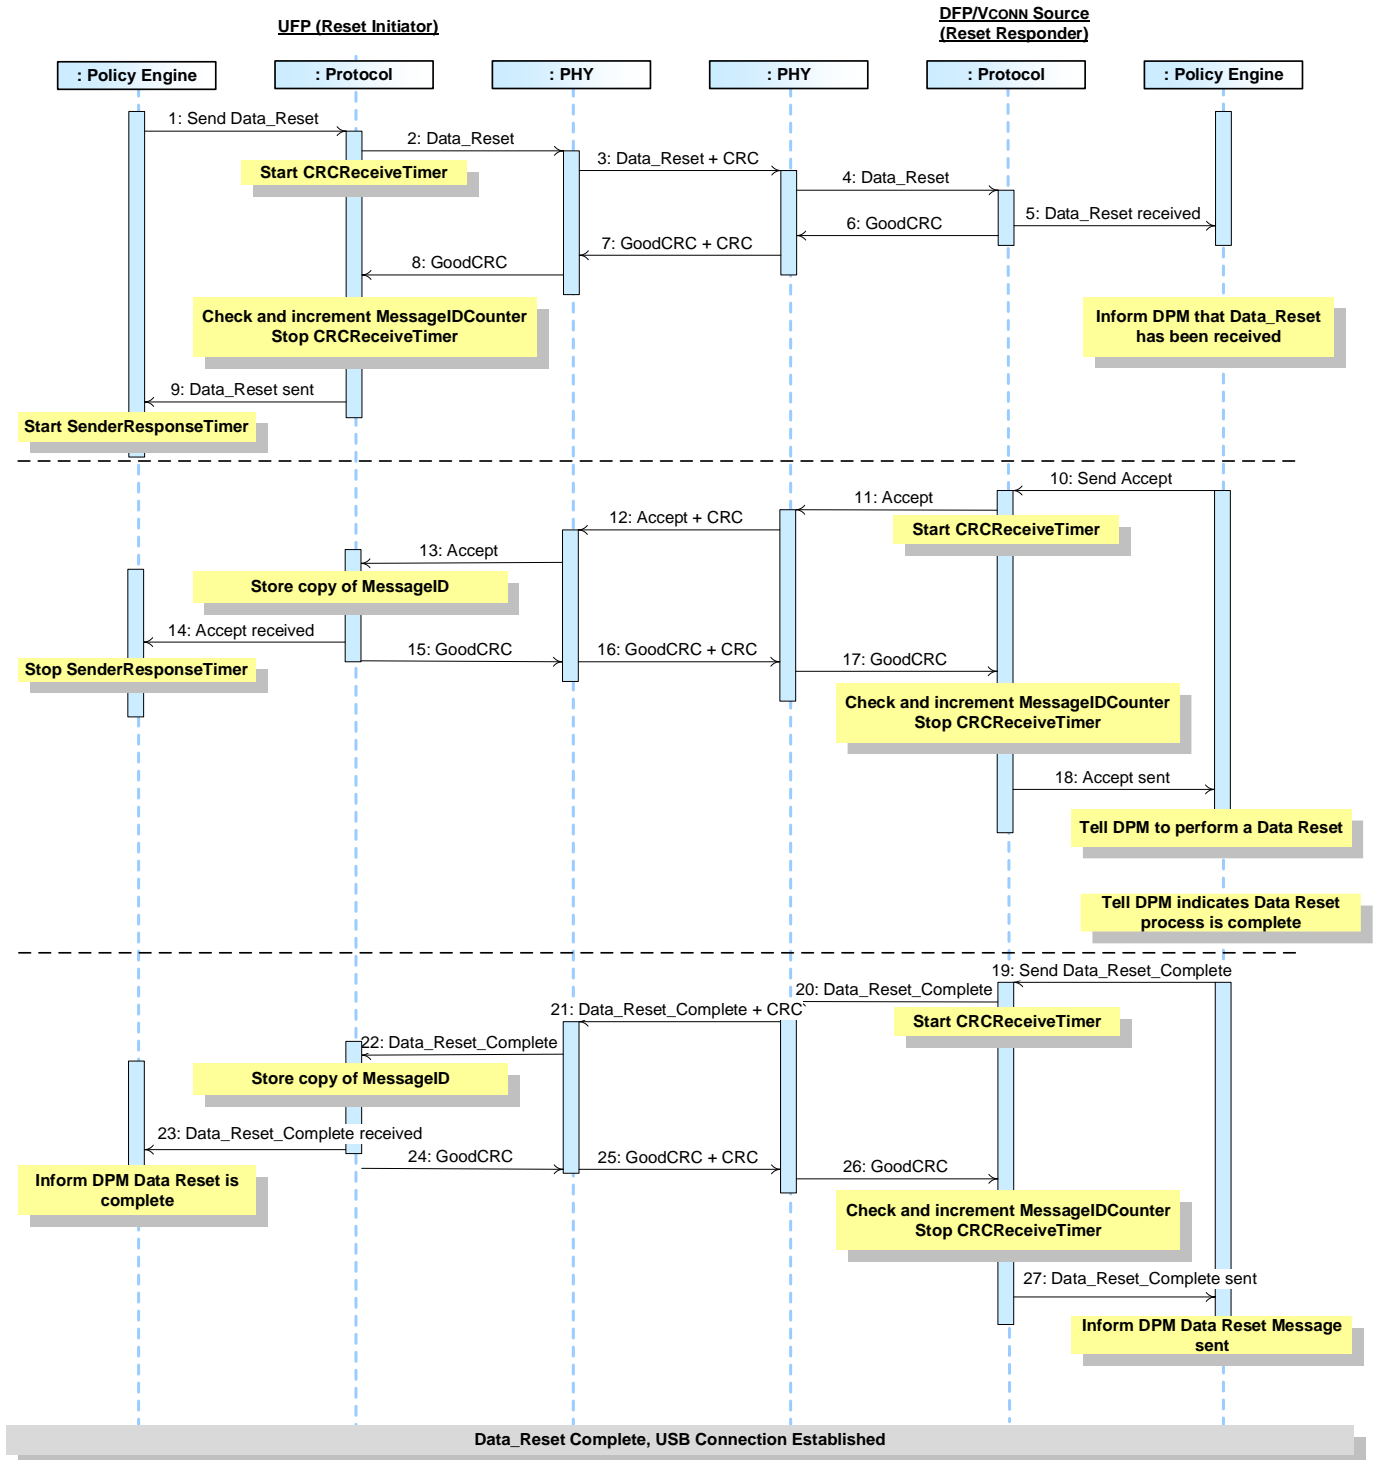 UFP (Reset Initiator)
DFP/VCONN Source
(Reset Responder)
: Policy Engine
: Protocol
: PHY
: PHY
: Protocol
: Policy Engine
1: Send Data_Reset
2: Data_Reset
Start CRCReceiveTimer
3: Data_Reset + CRC
4: Data_Reset
5: Data_Reset received
6: GoodCRC
7: GoodCRC + CRC
8: GoodCRC
Check and increment MessageIDCounter
Stop CRCReceiveTimer
Inform DPM that Data_Reset
has been received
9: Data_Reset sent
Start SenderResponseTimer
10: Send Accept
11: Accept
Start CRCReceiveTimer
12: Accept + CRC
13: Accept
Store copy of MessageID
14: Accept received
Stop SenderResponseTimer
15: GoodCRC
16: GoodCRC + CRC
17: GoodCRC
Check and increment MessageIDCounter
Stop CRCReceiveTimer
18: Accept sent
Tell DPM to perform a Data Reset
Tell DPM indicates Data Reset
process is complete
19: Send Data_Reset_Complete
20: Data_Reset_Complete
Start CRCReceiveTimer
21: Data_Reset_Complete + CRC
22: Data_Reset_Complete
Store copy of MessageID
23: Data_Reset_Complete received
Inform DPM Data Reset is
complete
24: GoodCRC
25: GoodCRC + CRC
26: GoodCRC
Check and increment MessageIDCounter
Stop CRCReceiveTimer
27: Data_Reset_Complete sent
Inform DPM Data Reset Message
sent
Data_Reset Complete, USB Connection Established